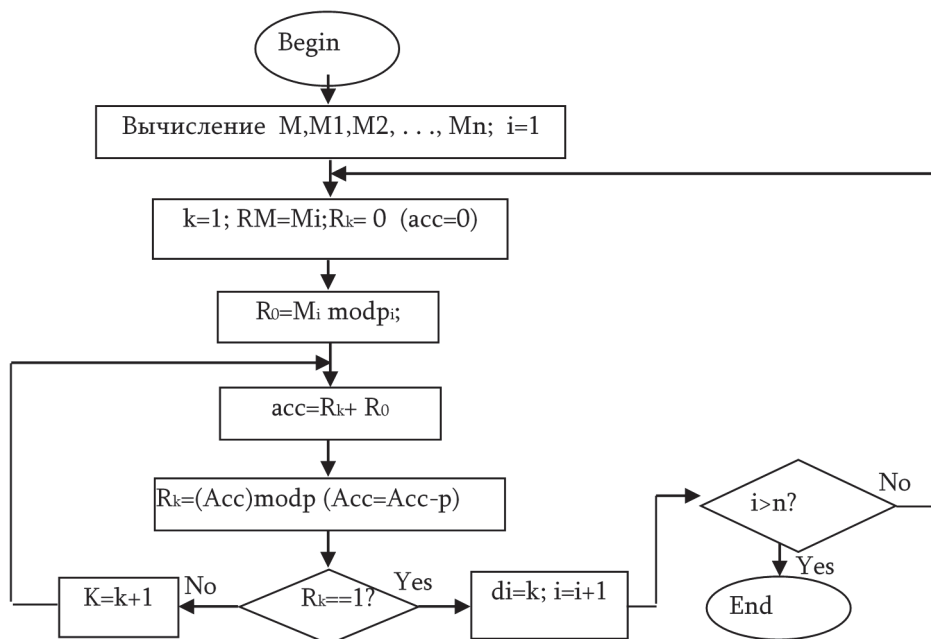 Begin
Вычисление M,M1,M2, . . ., Mn; i=1
k=1; RM=Mi;Rk= 0 (acc=0)
R0=Mi modpi;
acc=Rk+ R0
Rk=(Acc)modp (Acc=Acc-p)
Rk==1?
No
K=k+1
Yes
di=k; i=i+1
i>n?
No
Yes
End